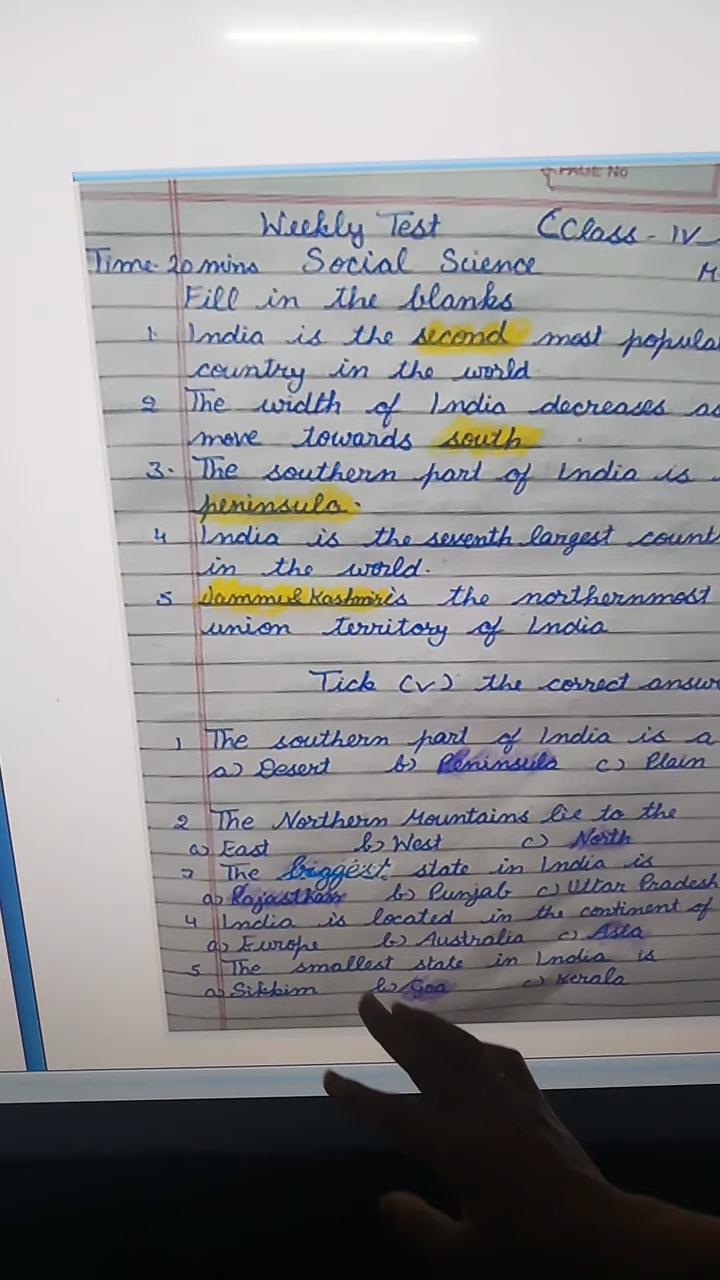 PAGE No
Weekly Test Class - IV
Time - 20 mins Social Science M
Fill in the blanks
1. India is the second most popula
country in the world
2 The width of India decreases as
move towards south
3. The southern part of India is
peninsula.
4 India is the seventh largest count
in the world.
5 Jammu & Kashmir is the northernmost
union territory of India
Tick (v) the correct answ
1 The southern part of India is a
a) Desert b) Peninsula c) Plain
2 The Northern Mountains lie to the
a) East b) West c) North
3 The biggest state in India is
a) Rajasthan b) Punjab c) Uttar Pradesh
4 India is located in the continent of
a) Europe b) Australia c) Asia
5 The smallest state in India is
a) Sikkim b) Goa c) Kerala